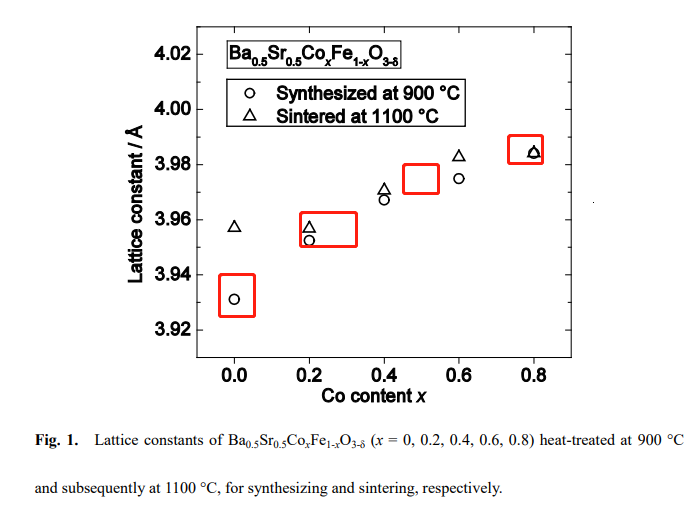 4.02
4.00
3.98
3.96
3.94
3.92
Lattice constant / Å
Ba0.5Sr0.5CoxFe1-xO3-δ
Synthesized at 900 °C
Sintered at 1100 °C
0.0 0.2 0.4 0.6 0.8
Co content x
Fig. 1. Lattice constants of Ba0.5Sr0.5CoxFe1-xO3-δ (x = 0, 0.2, 0.4, 0.6, 0.8) heat-treated at 900 °C
and subsequently at 1100 °C, for synthesizing and sintering, respectively.